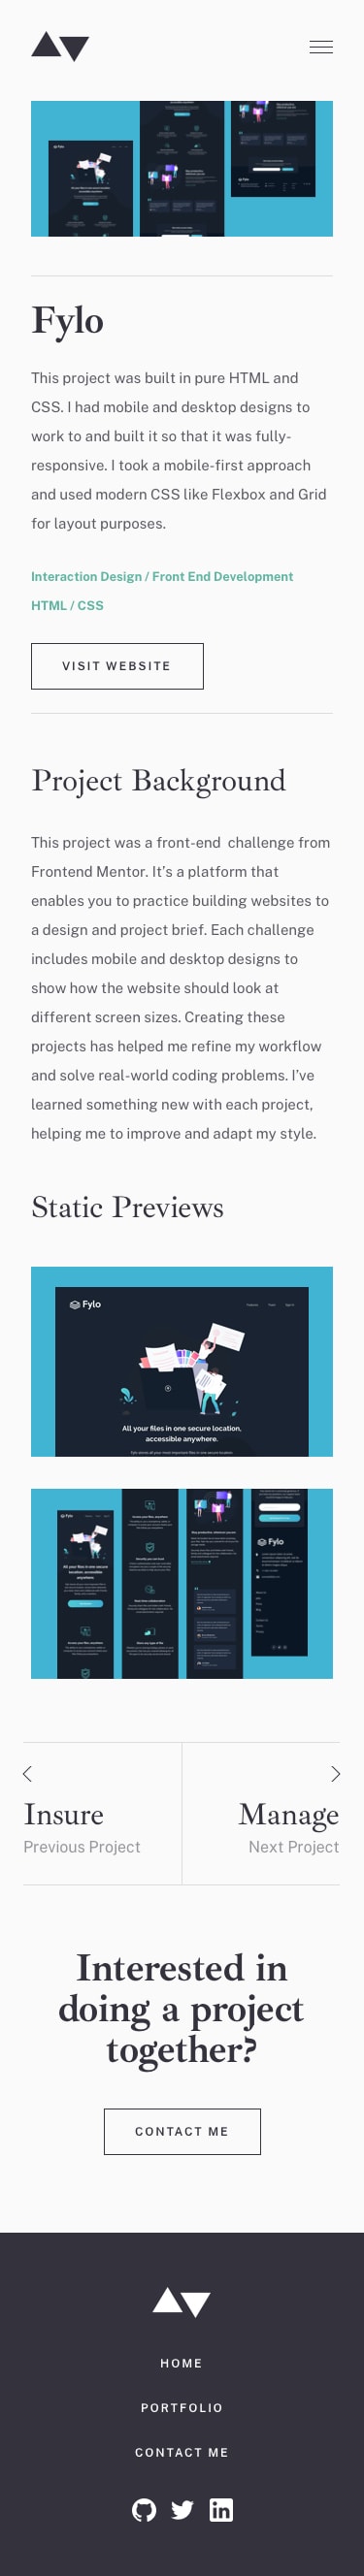 Fylo
This project was built in pure HTML and
CSS. I had mobile and desktop designs to
work to and built it so that it was fully-
responsive. I took a mobile-first approach
and used modern CSS like Flexbox and Grid
for layout purposes.
Interaction Design / Front End Development
HTML / CSS
VISIT WEBSITE
Project Background
This project was a front-end  challenge from
Frontend Mentor. It’s a platform that
enables you to practice building websites to
a design and project brief. Each challenge
includes mobile and desktop designs to
show how the website should look at
different screen sizes. Creating these
projects has helped me refine my workflow
and solve real-world coding problems. I’ve
learned something new with each project,
helping me to improve and adapt my style.
Static Previews
Fylo
All your files in one secure location,
accessible anywhere.
Fylo
Insure
Previous Project
Manage
Next Project
Interested in
doing a project
together?
CONTACT ME
HOME
PORTFOLIO
CONTACT ME